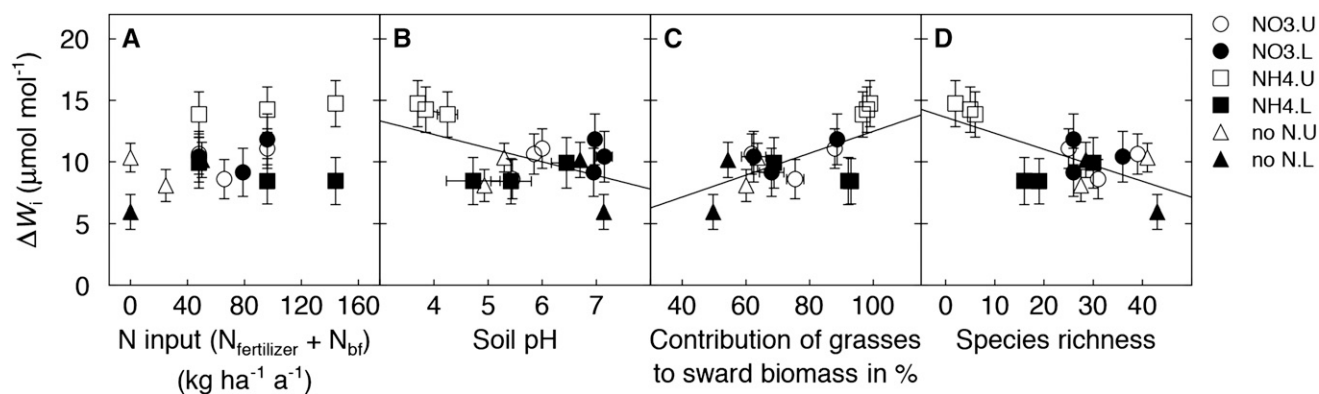 A B C D
ΔWi (μmol mol⁻¹)
20
15
10
5
0
0 40 80 120 160
4 5 6 7
40 60 80 100
0 10 20 30 40
N input (Nfertilizer + Nbf)
(kg ha⁻¹ a⁻¹)
Soil pH
Contribution of grasses
to sward biomass in %
Species richness
NO3.U
NO3.L
NH4.U
NH4.L
no N.U
no N.L